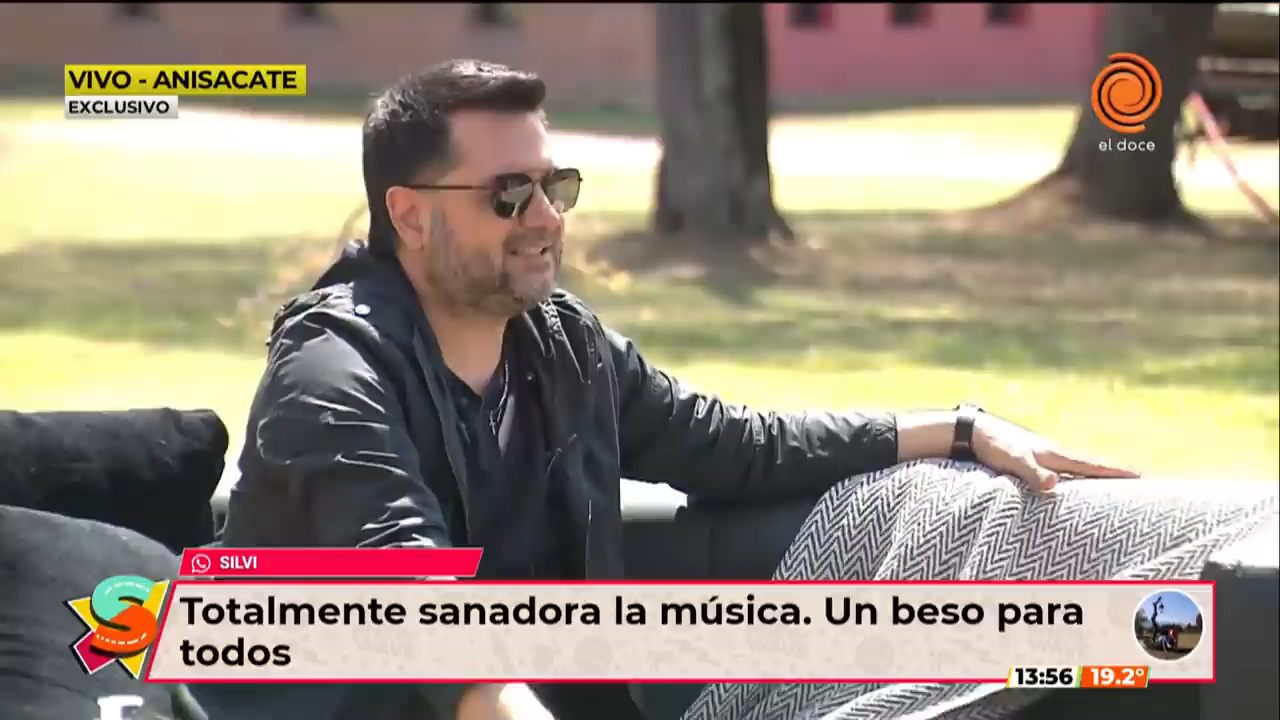 VIVO - ANISACATE
EXCLUSIVO
el doce
SILVI
Totalmente sanadora la música. Un beso para
todos
13:56 19.2°